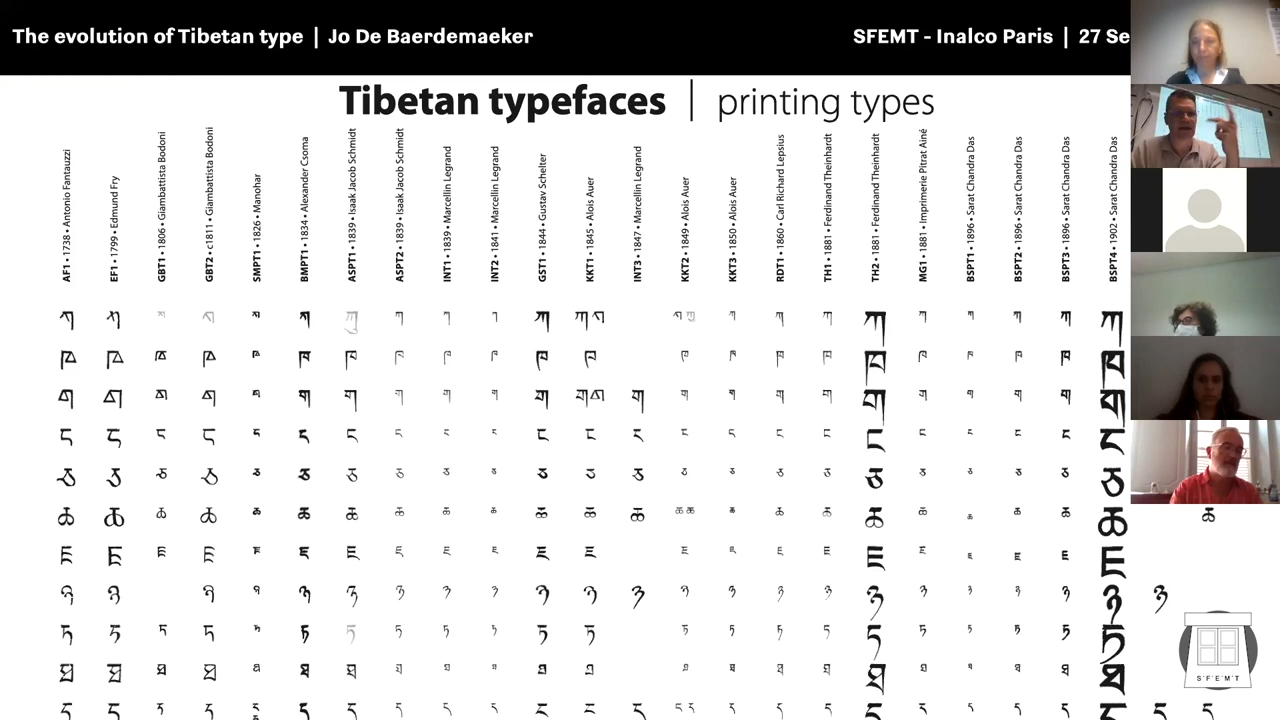 The evolution of Tibetan type | Jo De Baerdemaeker
SFEMT - Inalco Paris | 27 Se
Tibetan typefaces | printing types
AF1 • 1738 • Antonio Fantauzzi
EF1 • 1799 • Edmund Fry
GBT1 • 1806 • Giambattista Bodoni
GBT2 • c1811 • Giambattista Bodoni
SMPT1 • 1826 • Manohar
BMPT1 • 1834 • Alexander Csoma
ASPT1 • 1839 • Isaak Jacob Schmidt
ASPT2 • 1839 • Isaak Jacob Schmidt
INT1 • 1839 • Marcellin Legrand
INT2 • 1841 • Marcellin Legrand
GST1 • 1844 • Gustav Schelter
KKT1 • 1845 • Alois Auer
INT3 • 1847 • Marcellin Legrand
KKT2 • 1849 • Alois Auer
KKT3 • 1850 • Alois Auer
RDT1 • 1860 • Carl Richard Lepsius
TH1 • 1881 • Ferdinand Theinhardt
TH2 • 1881 • Ferdinand Theinhardt
MG1 • 1881 • Imprimerie Pitrat Ainé
BSPT1 • 1896 • Sarat Chandra Das
BSPT2 • 1896 • Sarat Chandra Das
BSPT3 • 1896 • Sarat Chandra Das
BSPT4 • 1902 • Sarat Chandra Das
ཀ ཀ ཀ ཀ ཀ ཀ ཀ ཀ ཀ ཀ ཀ ཀ ཀ ཀ ཀ ཀ ཀ ཀ ཀ ཀ ཀ ཀ ཀ ཀ
ཁ ཁ ཁ ཁ ཁ ཁ ཁ ཁ ཁ ཁ ཁ ཁ ཁ ཁ ཁ ཁ ཁ ཁ ཁ ཁ ཁ ཁ
ག ག ག ག ག ག ག ག ག ག ག ག ག ག ག ག ག ག ག ག ག ག ག ག
ང ང ང ང ང ང ང ང ང ང ང ང ང ང ང ང ང ང ང ང ང ང ང
ཅ ཅ ཅ ཅ ཅ ཅ ཅ ཅ ཅ ཅ ཅ ཅ ཅ ཅ ཅ ཅ ཅ ཅ ཅ ཅ ཅ ཅ ཅ
ཆ ཆ ཆ ཆ ཆ ཆ ཆ ཆ ཆ ཆ ཆ ཆ ཆ ཆ ཆ ཆ ཆ ཆ ཆ ཆ ཆ ཆ ཆ ཆ ཆ
ཇ ཇ ཇ ཇ ཇ ཇ ཇ ཇ ཇ ཇ ཇ ཇ ཇ ཇ ཇ ཇ ཇ ཇ ཇ ཇ ཇ ཇ
ཉ ཉ ཉ ཉ ཉ ཉ ཉ ཉ ཉ ཉ ཉ ཉ ཉ ཉ ཉ ཉ ཉ ཉ ཉ ཉ ཉ ཉ ཉ
ཏ ཏ ཏ ཏ ཏ ཏ ཏ ཏ ཏ ཏ ཏ ཏ ཏ ཏ ཏ ཏ ཏ ཏ ཏ ཏ ཏ ཏ
ཐ ཐ ཐ ཐ ཐ ཐ ཐ ཐ ཐ ཐ ཐ ཐ ཐ ཐ ཐ ཐ ཐ ཐ ཐ ཐ ཐ ཐ
ད ད ད ད ད ད ད ད ད ད ད ད ད ད ད ད ད ད ད ད ད ད ད ད ད ད
S·F·E·M·T